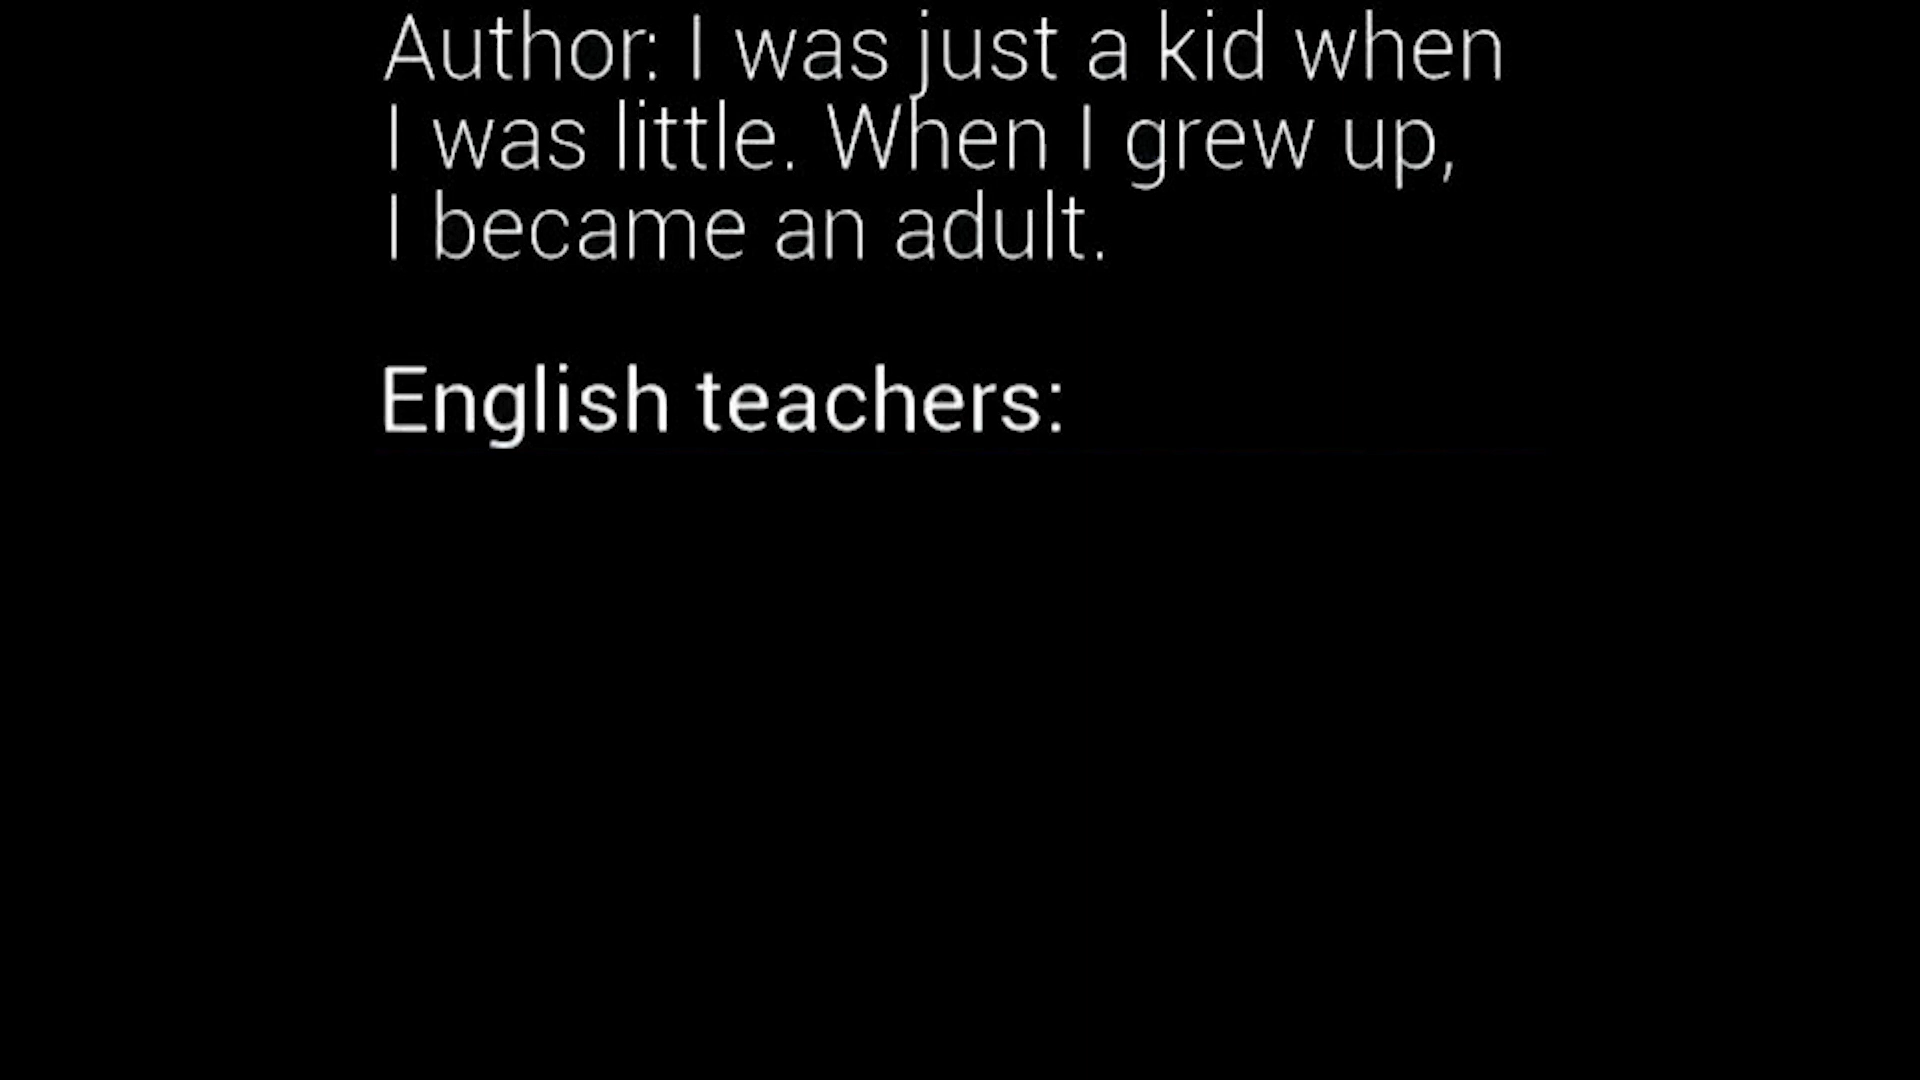 Author: I was just a kid when
I was little. When I grew up,
I became an adult.
English teachers: